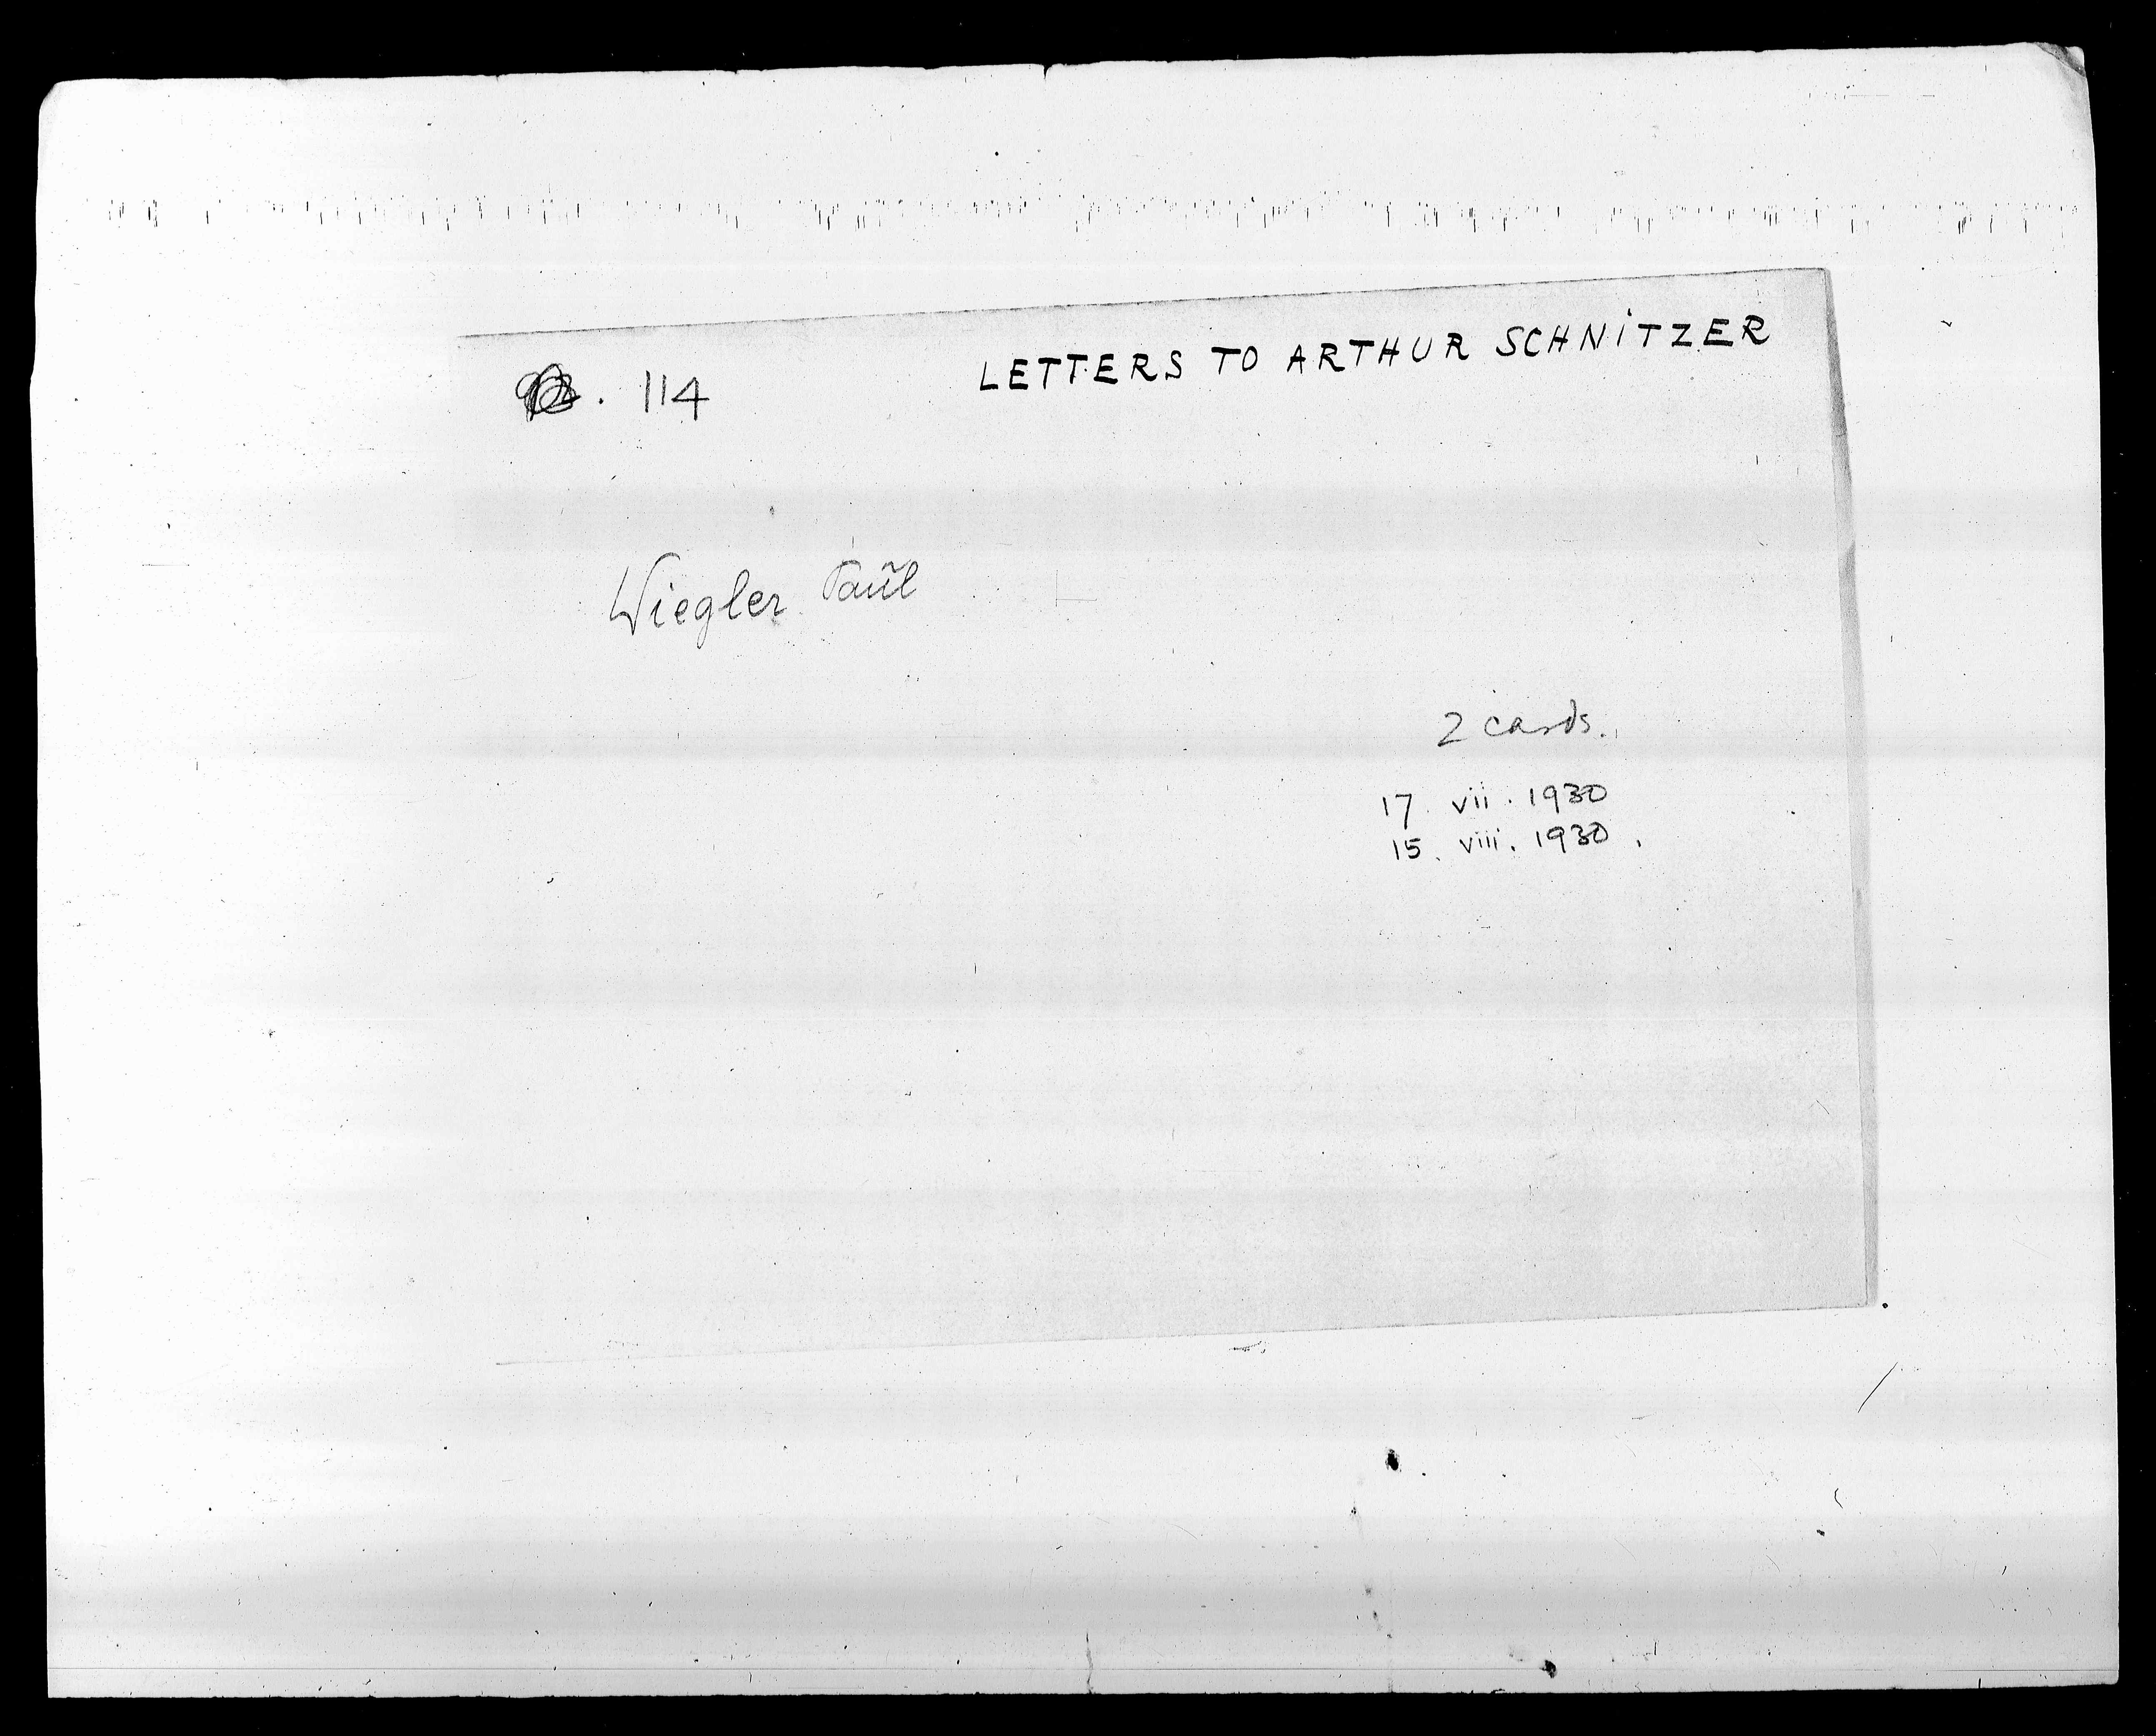 . 114 LETTERS TO ARTHUR SCHNITZER
Wiegler Paul
2 cards.
17. vii. 1930
15. viii. 1930.